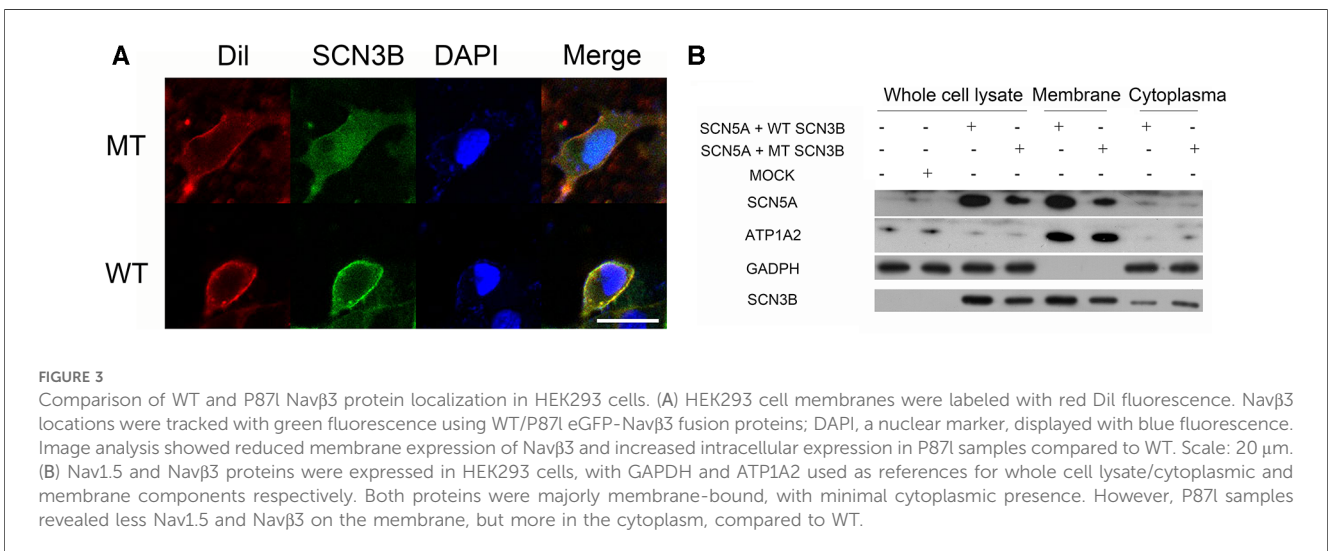 A Dil SCN3B DAPI Merge
MT
WT
B
Whole cell lysate Membrane Cytoplasma
SCN5A + WT SCN3B - - + - + - + -
SCN5A + MT SCN3B - - - + - + - +
MOCK - + - - - - - -
SCN5A
ATP1A2
GADPH
SCN3B
FIGURE 3
Comparison of WT and P87l Navβ3 protein localization in HEK293 cells. (A) HEK293 cell membranes were labeled with red Dil fluorescence. Navβ3
locations were tracked with green fluorescence using WT/P87l eGFP-Navβ3 fusion proteins; DAPI, a nuclear marker, displayed with blue fluorescence.
Image analysis showed reduced membrane expression of Navβ3 and increased intracellular expression in P87l samples compared to WT. Scale: 20 μm.
(B) Nav1.5 and Navβ3 proteins were expressed in HEK293 cells, with GAPDH and ATP1A2 used as references for whole cell lysate/cytoplasmic and
membrane components respectively. Both proteins were majorly membrane-bound, with minimal cytoplasmic presence. However, P87l samples
revealed less Nav1.5 and Navβ3 on the membrane, but more in the cytoplasm, compared to WT.